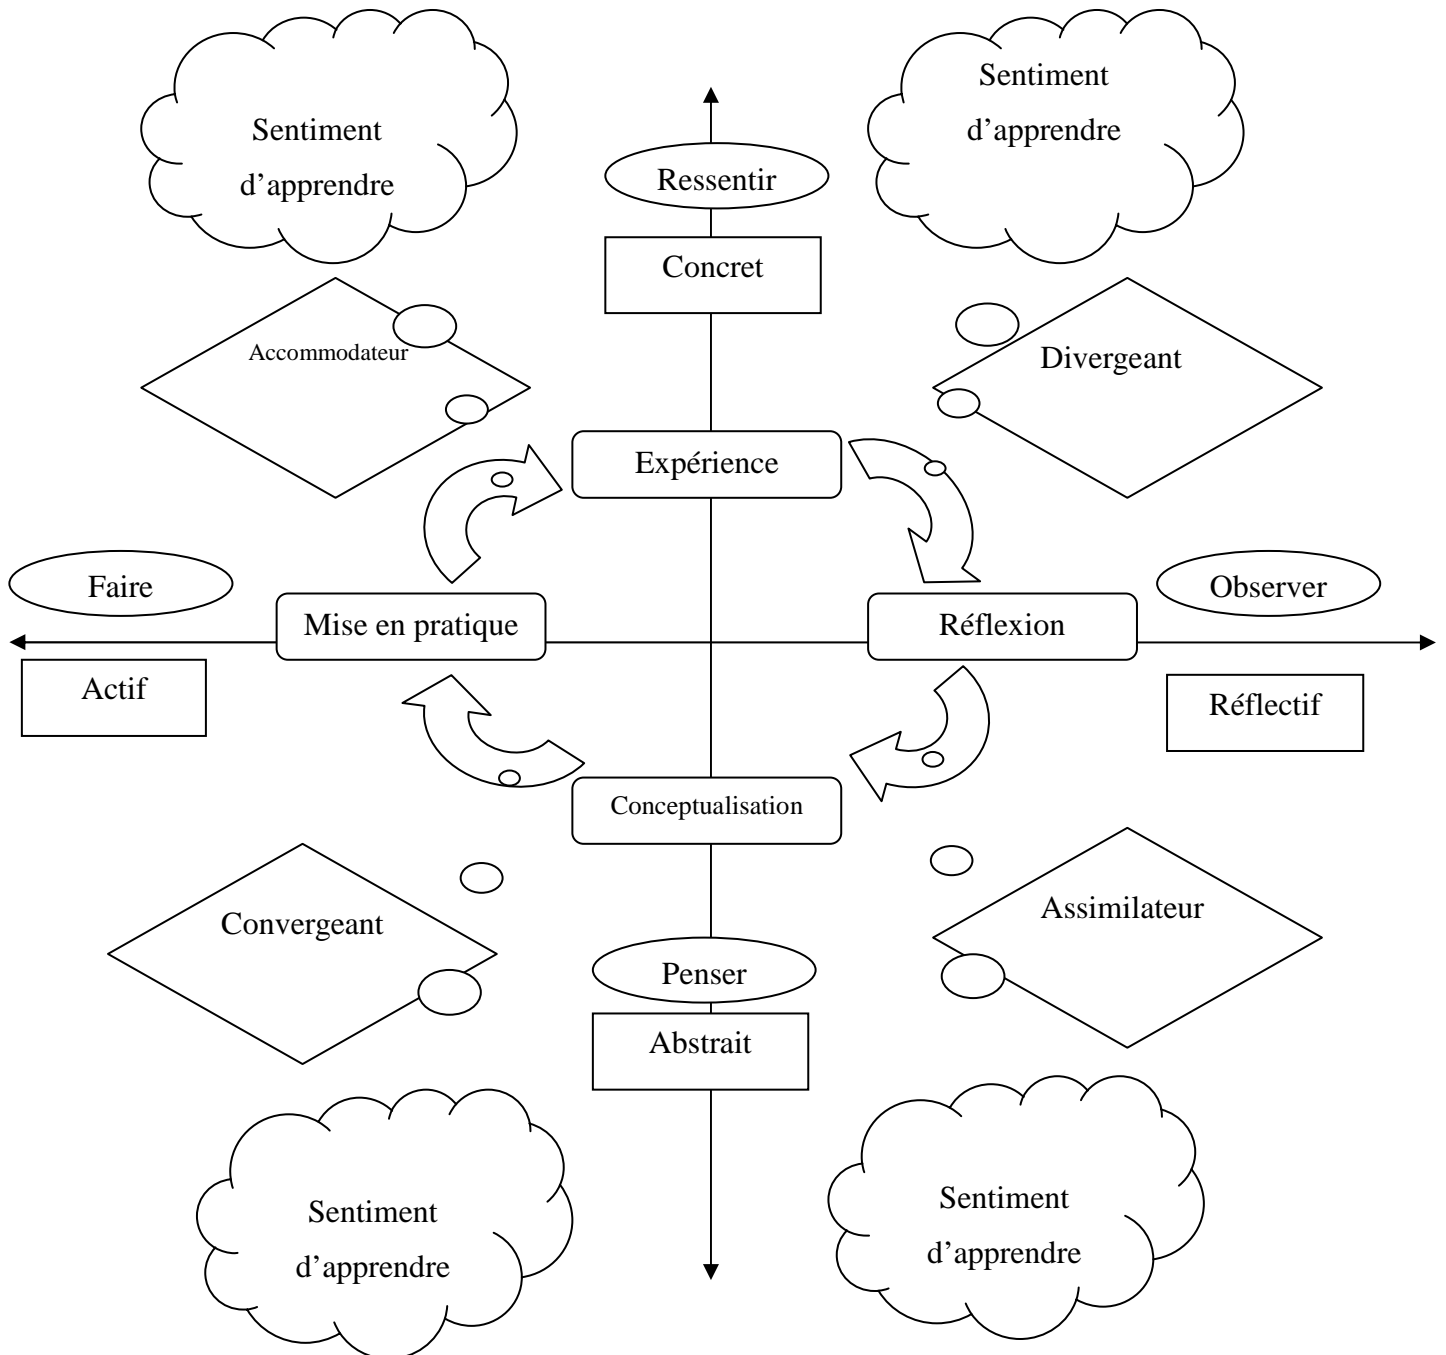 Sentiment
d’apprendre
Sentiment
d’apprendre
Ressentir
Concret
Accommodateur
Divergeant
Expérience
Faire
Observer
Mise en pratique
Réflexion
Actif
Réflectif
Conceptualisation
Convergeant
Assimilateur
Penser
Abstrait
Sentiment
d’apprendre
Sentiment
d’apprendre